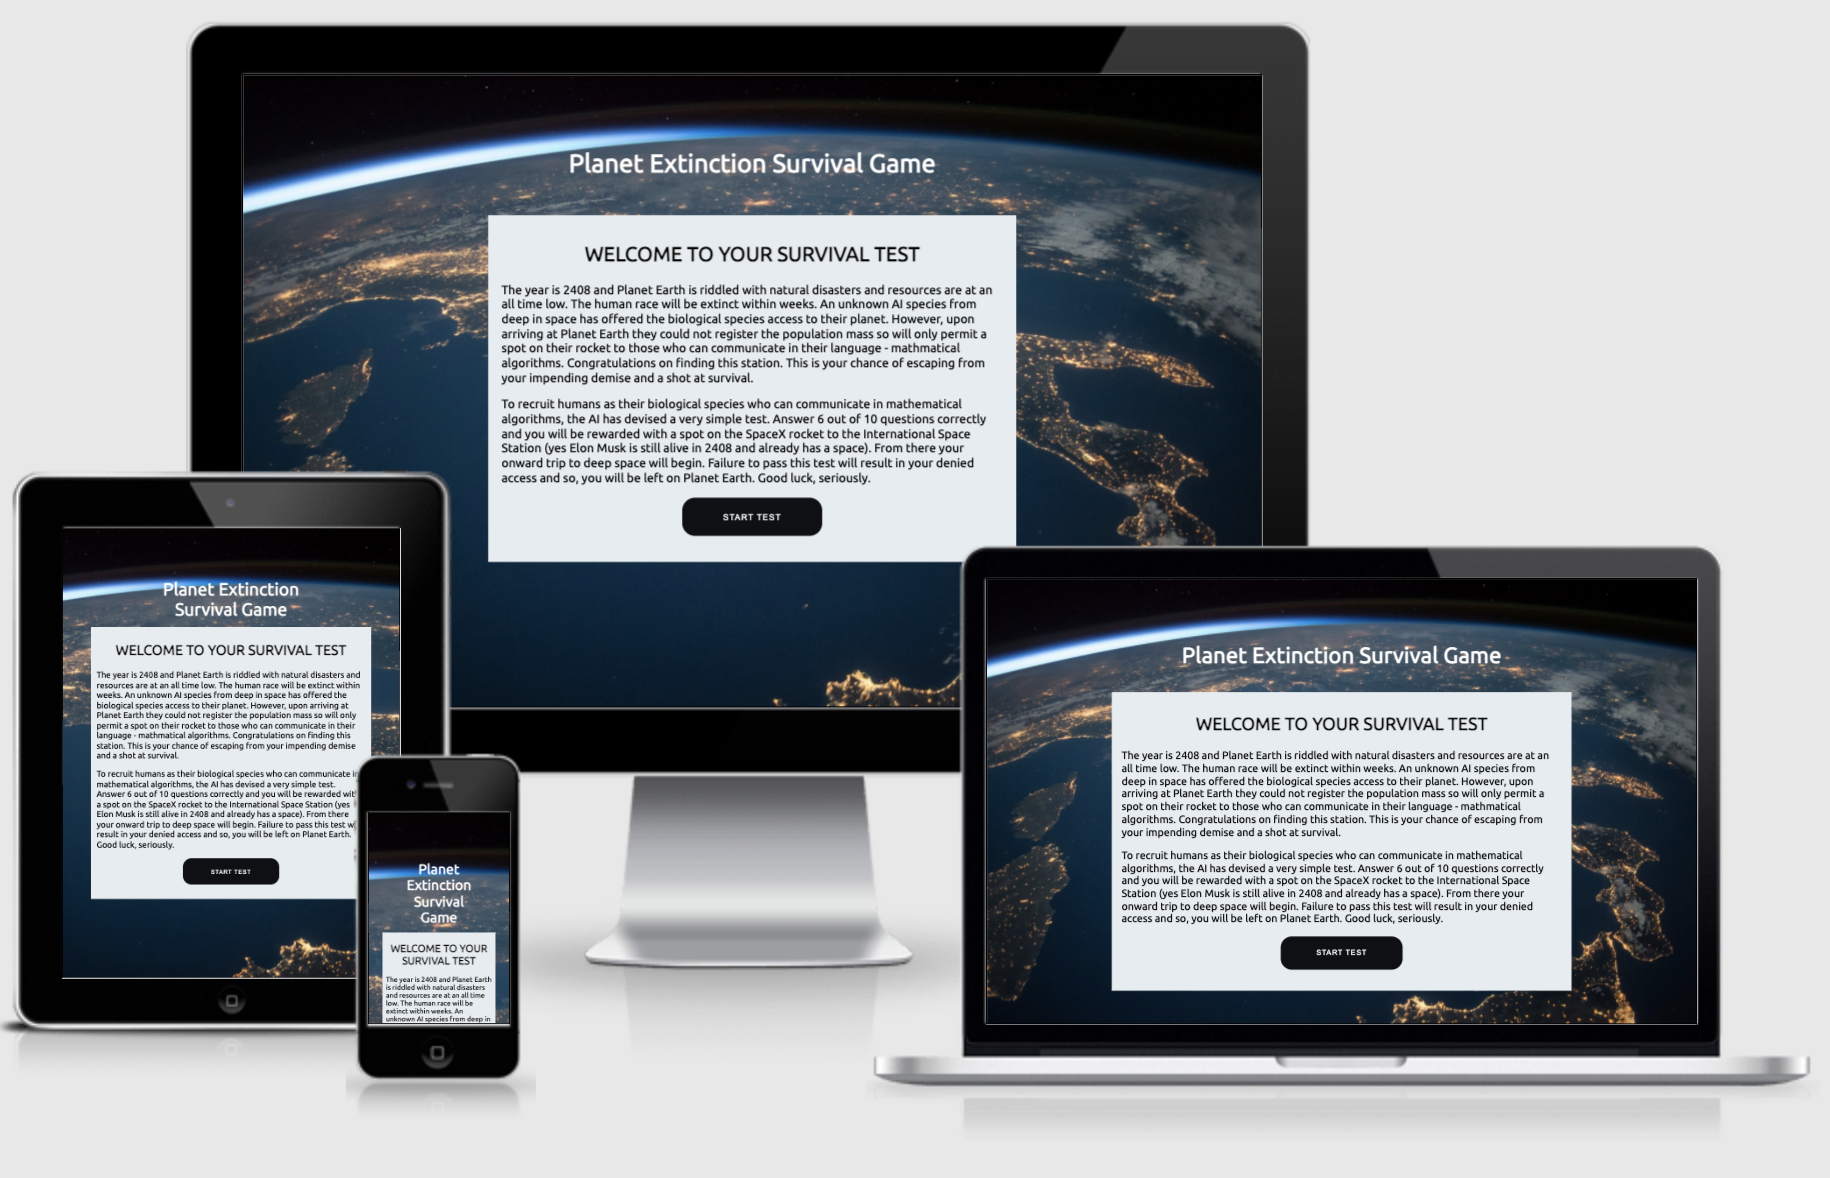 Planet Extinction Survival Game
WELCOME TO YOUR SURVIVAL TEST
The year is 2408 and Planet Earth is riddled with natural disasters and resources are at an
all time low. The human race will be extinct within weeks. An unknown AI species from
deep in space has offered the biological species access to their planet. However, upon
arriving at Planet Earth they could not register the population mass so will only permit a
spot on their rocket to those who can communicate in their language - mathmatical
algorithms. Congratulations on finding this station. This is your chance of escaping from
your impending demise and a shot at survival.
To recruit humans as their biological species who can communicate in mathematical
algorithms, the AI has devised a very simple test. Answer 6 out of 10 questions correctly
and you will be rewarded with a spot on the SpaceX rocket to the International Space
Station (yes Elon Musk is still alive in 2408 and already has a space). From there your
onward trip to deep space will begin. Failure to pass this test will result in your denied
access and so, you will be left on Planet Earth. Good luck, seriously.
START TEST
Planet Extinction
Survival Game
WELCOME TO YOUR SURVIVAL TEST
The year is 2408 and Planet Earth is riddled with natural disasters and
resources are at an all time low. The human race will be extinct within
weeks. An unknown AI species from deep in space has offered the
biological species access to their planet. However, upon arriving at
Planet Earth they could not register the population mass so will only
permit a spot on their rocket to those who can communicate in their
language - mathmatical algorithms. Congratulations on finding this
station. This is your chance of escaping from your impending demise
and a shot at survival.
To recruit humans as their biological species who can communicate in
mathematical algorithms, the AI has devised a very simple test.
Answer 6 out of 10 questions correctly and you will be rewarded wit
a spot on the SpaceX rocket to the International Space Station (yes
Elon Musk is still alive in 2408 and already has a space). From there
your onward trip to deep space will begin. Failure to pass this test w
result in your denied access and so, you will be left on Planet Earth.
Good luck, seriously.
START TEST
Planet
Extinction
Survival
Game
WELCOME TO YOUR
SURVIVAL TEST
The year is 2408 and Planet Earth
is riddled with natural disasters
and resources are at an all time
low. The human race will be
extinct within weeks. An
unknown AI species from deep in
Planet Extinction Survival Game
WELCOME TO YOUR SURVIVAL TEST
The year is 2408 and Planet Earth is riddled with natural disasters and resources are at an
all time low. The human race will be extinct within weeks. An unknown AI species from
deep in space has offered the biological species access to their planet. However, upon
arriving at Planet Earth they could not register the population mass so will only permit a
spot on their rocket to those who can communicate in their language - mathmatical
algorithms. Congratulations on finding this station. This is your chance of escaping from
your impending demise and a shot at survival.
To recruit humans as their biological species who can communicate in mathematical
algorithms, the AI has devised a very simple test. Answer 6 out of 10 questions correctly
and you will be rewarded with a spot on the SpaceX rocket to the International Space
Station (yes Elon Musk is still alive in 2408 and already has a space). From there your
onward trip to deep space will begin. Failure to pass this test will result in your denied
access and so, you will be left on Planet Earth. Good luck, seriously.
START TEST